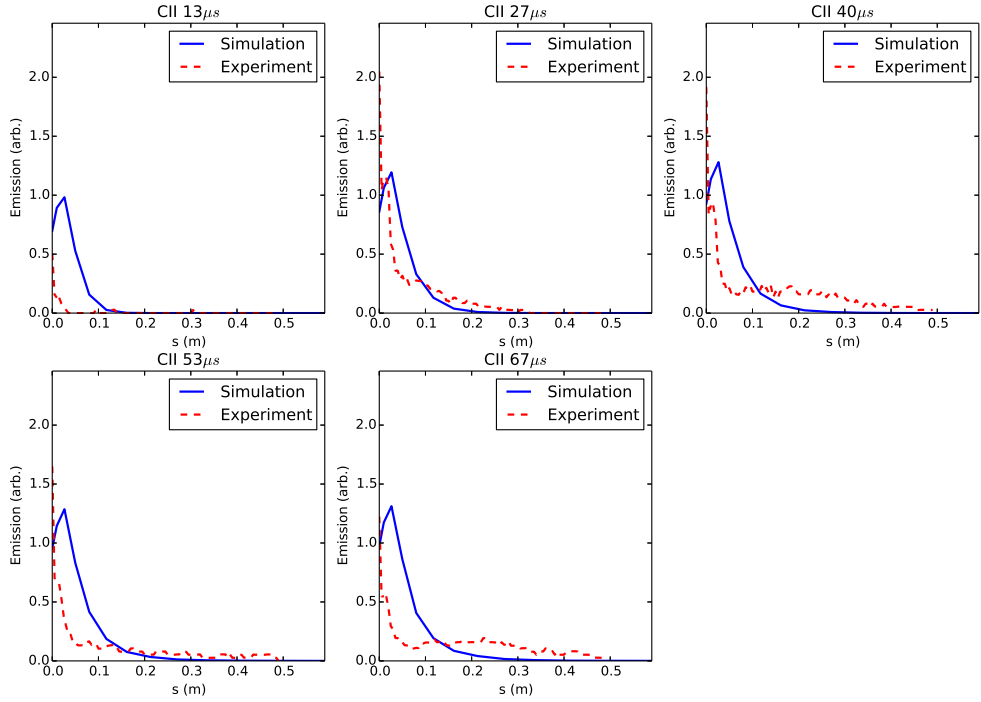 CII 13μs
Simulation
Experiment
Emission (arb.)
2.0
1.5
1.0
0.5
0.0
0.0 0.1 0.2 0.3 0.4 0.5
s (m)
CII 27μs
Simulation
Experiment
Emission (arb.)
2.0
1.5
1.0
0.5
0.0
0.0 0.1 0.2 0.3 0.4 0.5
s (m)
CII 40μs
Simulation
Experiment
Emission (arb.)
2.0
1.5
1.0
0.5
0.0
0.0 0.1 0.2 0.3 0.4 0.5
s (m)
CII 53μs
Simulation
Experiment
Emission (arb.)
2.0
1.5
1.0
0.5
0.0
0.0 0.1 0.2 0.3 0.4 0.5
s (m)
CII 67μs
Simulation
Experiment
Emission (arb.)
2.0
1.5
1.0
0.5
0.0
0.0 0.1 0.2 0.3 0.4 0.5
s (m)